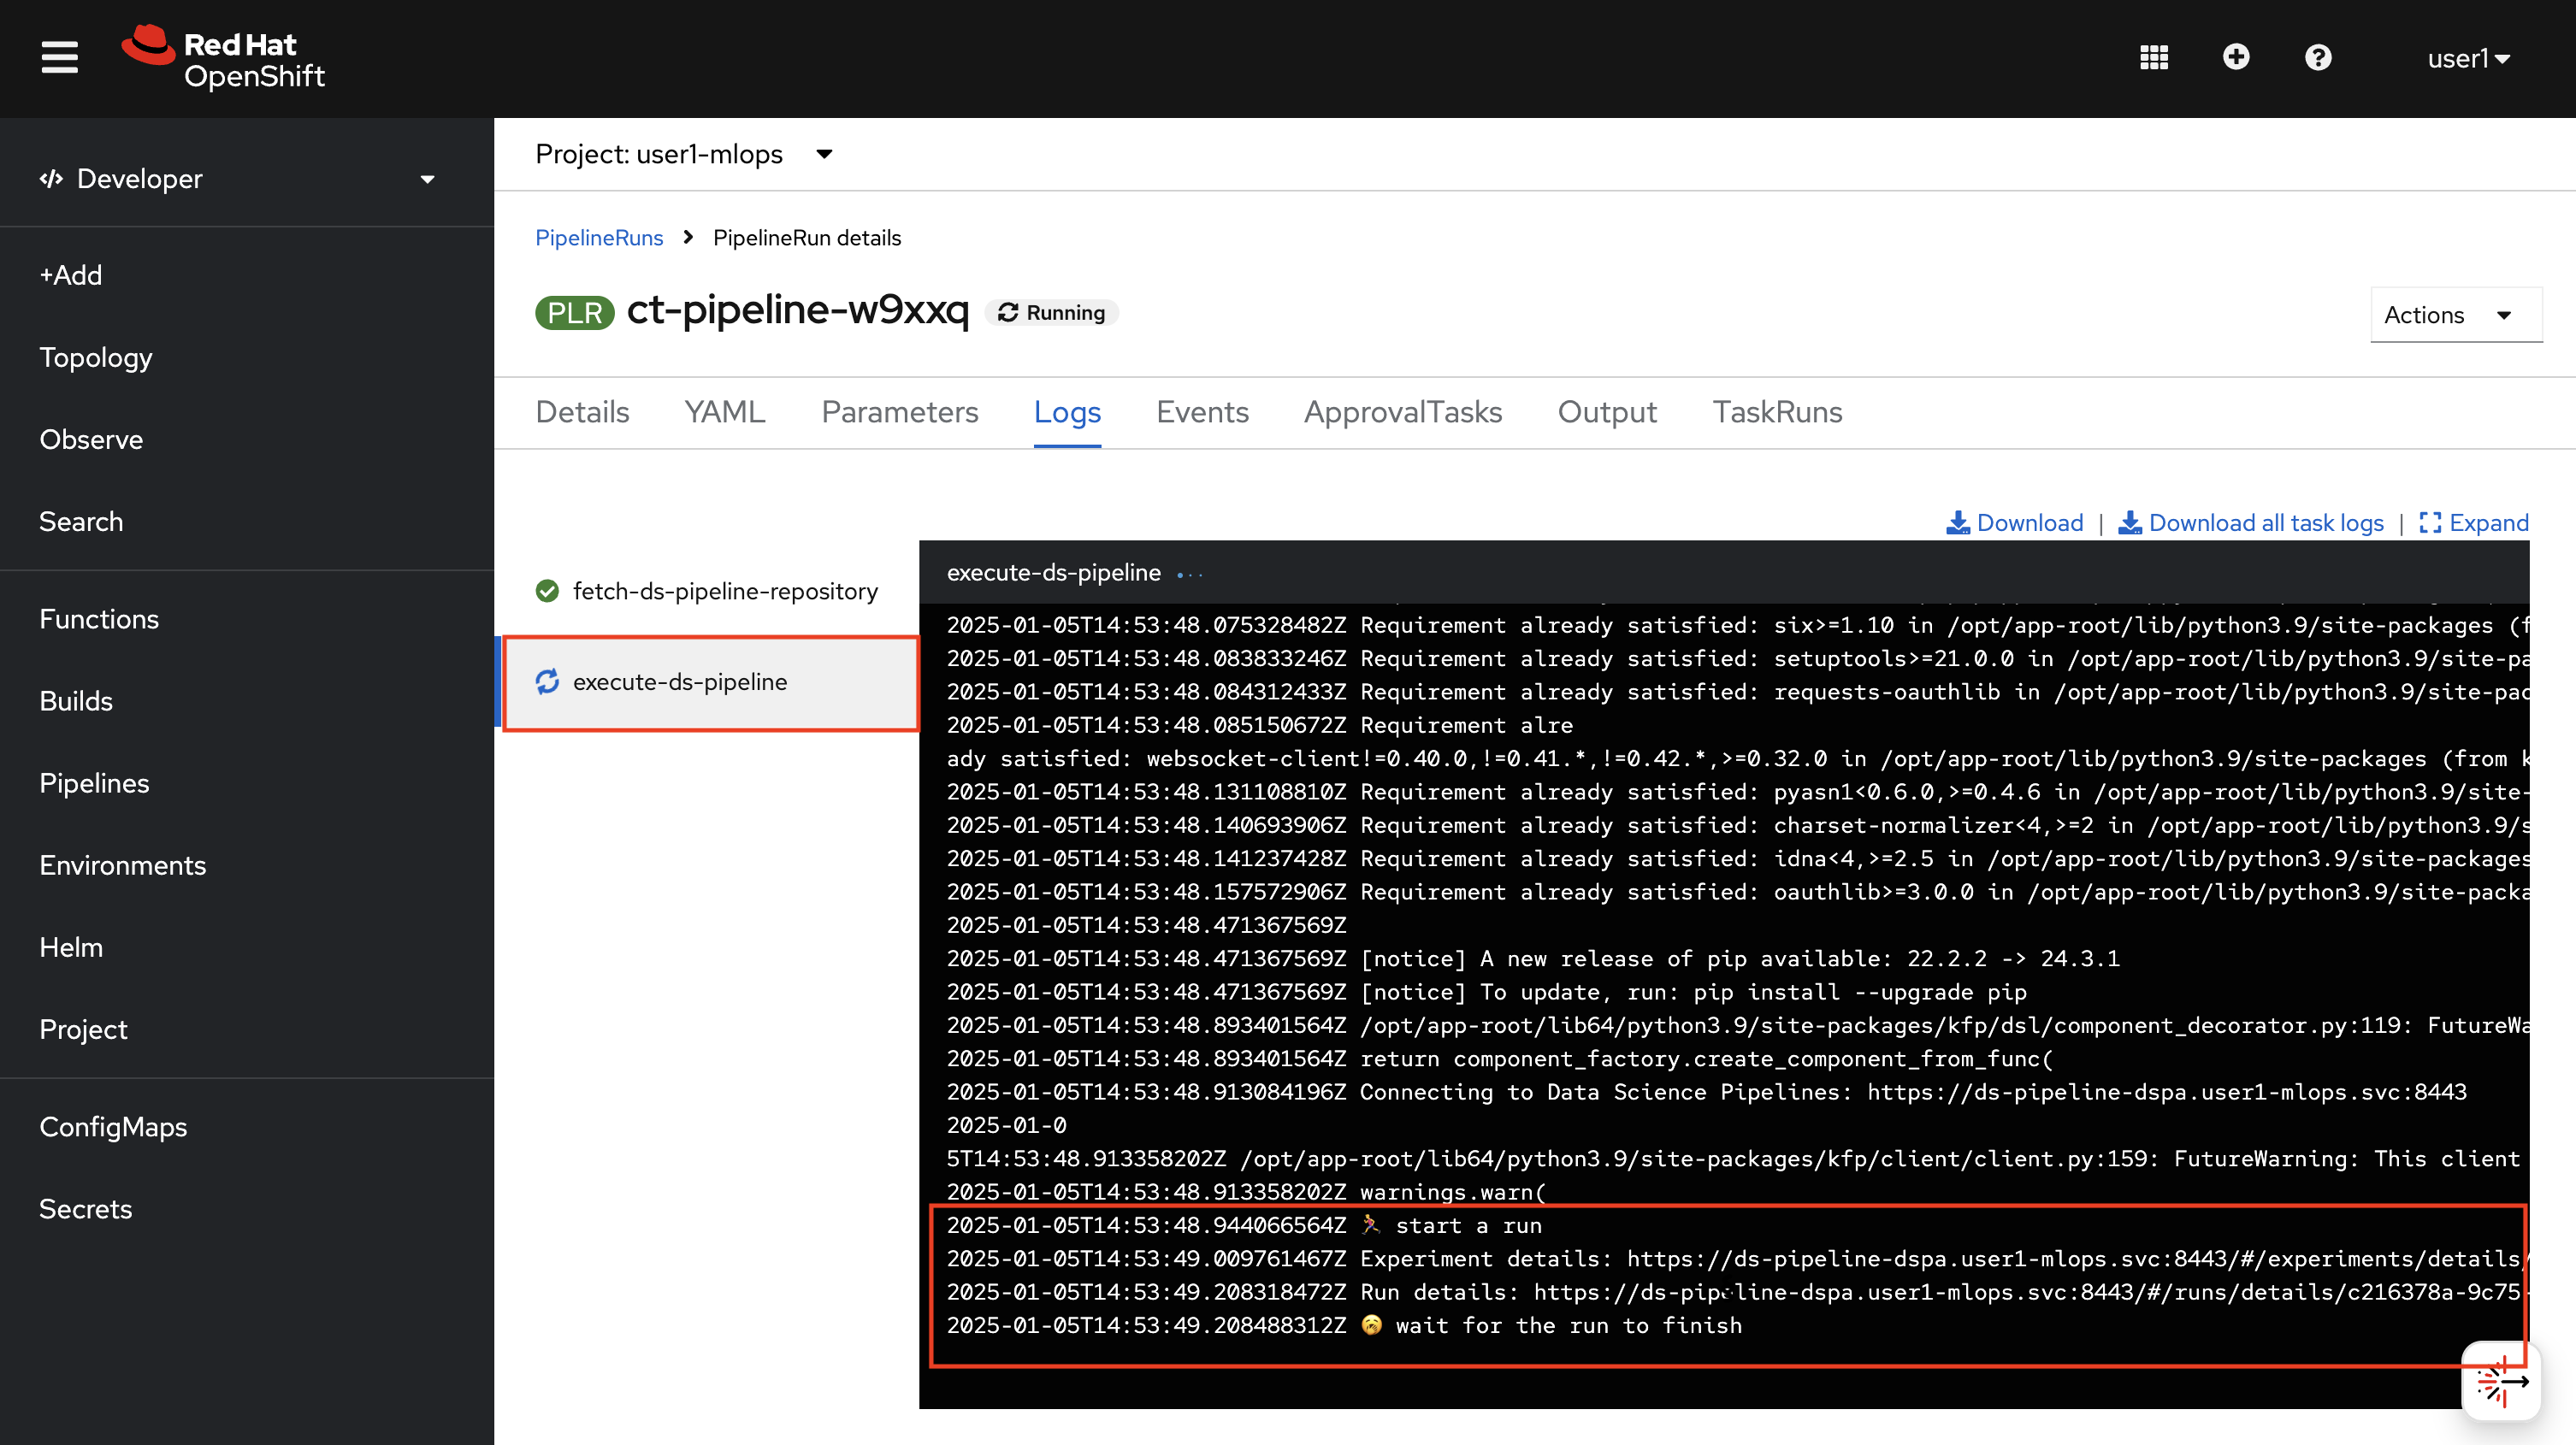 Red Hat
OpenShift
user1
Developer
+Add
Topology
Observe
Search
Functions
Builds
Pipelines
Environments
Helm
Project
ConfigMaps
Secrets
Project: user1-mlops
PipelineRuns > PipelineRun details
PLR ct-pipeline-w9xxq Running
Actions
Details YAML Parameters Logs Events ApprovalTasks Output TaskRuns
Download | Download all task logs | Expand
fetch-ds-pipeline-repository
execute-ds-pipeline
execute-ds-pipeline
2025-01-05T14:53:48.075328482Z Requirement already satisfied: six>=1.10 in /opt/app-root/lib/python3.9/site-packages (f
2025-01-05T14:53:48.083833246Z Requirement already satisfied: setuptools>=21.0.0 in /opt/app-root/lib/python3.9/site-pa
2025-01-05T14:53:48.084312433Z Requirement already satisfied: requests-oauthlib in /opt/app-root/lib/python3.9/site-pac
2025-01-05T14:53:48.085150672Z Requirement alre
ady satisfied: websocket-client!=0.40.0,!=0.41.*,!=0.42.*,>=0.32.0 in /opt/app-root/lib/python3.9/site-packages (from k
2025-01-05T14:53:48.131108810Z Requirement already satisfied: pyasn1<0.6.0,>=0.4.6 in /opt/app-root/lib/python3.9/site-
2025-01-05T14:53:48.140693906Z Requirement already satisfied: charset-normalizer<4,>=2 in /opt/app-root/lib/python3.9/s
2025-01-05T14:53:48.141237428Z Requirement already satisfied: idna<4,>=2.5 in /opt/app-root/lib/python3.9/site-packages
2025-01-05T14:53:48.157572906Z Requirement already satisfied: oauthlib>=3.0.0 in /opt/app-root/lib/python3.9/site-packa
2025-01-05T14:53:48.471367569Z
2025-01-05T14:53:48.471367569Z [notice] A new release of pip available: 22.2.2 -> 24.3.1
2025-01-05T14:53:48.471367569Z [notice] To update, run: pip install --upgrade pip
2025-01-05T14:53:48.893401564Z /opt/app-root/lib64/python3.9/site-packages/kfp/dsl/component_decorator.py:119: FutureWa
2025-01-05T14:53:48.893401564Z return component_factory.create_component_from_func(
2025-01-05T14:53:48.913084196Z Connecting to Data Science Pipelines: https://ds-pipeline-dspa.user1-mlops.svc:8443
2025-01-0
5T14:53:48.913358202Z /opt/app-root/lib64/python3.9/site-packages/kfp/client/client.py:159: FutureWarning: This client
2025-01-05T14:53:48.913358202Z warnings.warn(
2025-01-05T14:53:48.944066564Z 🏃 start a run
2025-01-05T14:53:49.009761467Z Experiment details: https://ds-pipeline-dspa.user1-mlops.svc:8443/#/experiments/details/
2025-01-05T14:53:49.208318472Z Run details: https://ds-pipeline-dspa.user1-mlops.svc:8443/#/runs/details/c216378a-9c75-
2025-01-05T14:53:49.208488312Z 🥱 wait for the run to finish